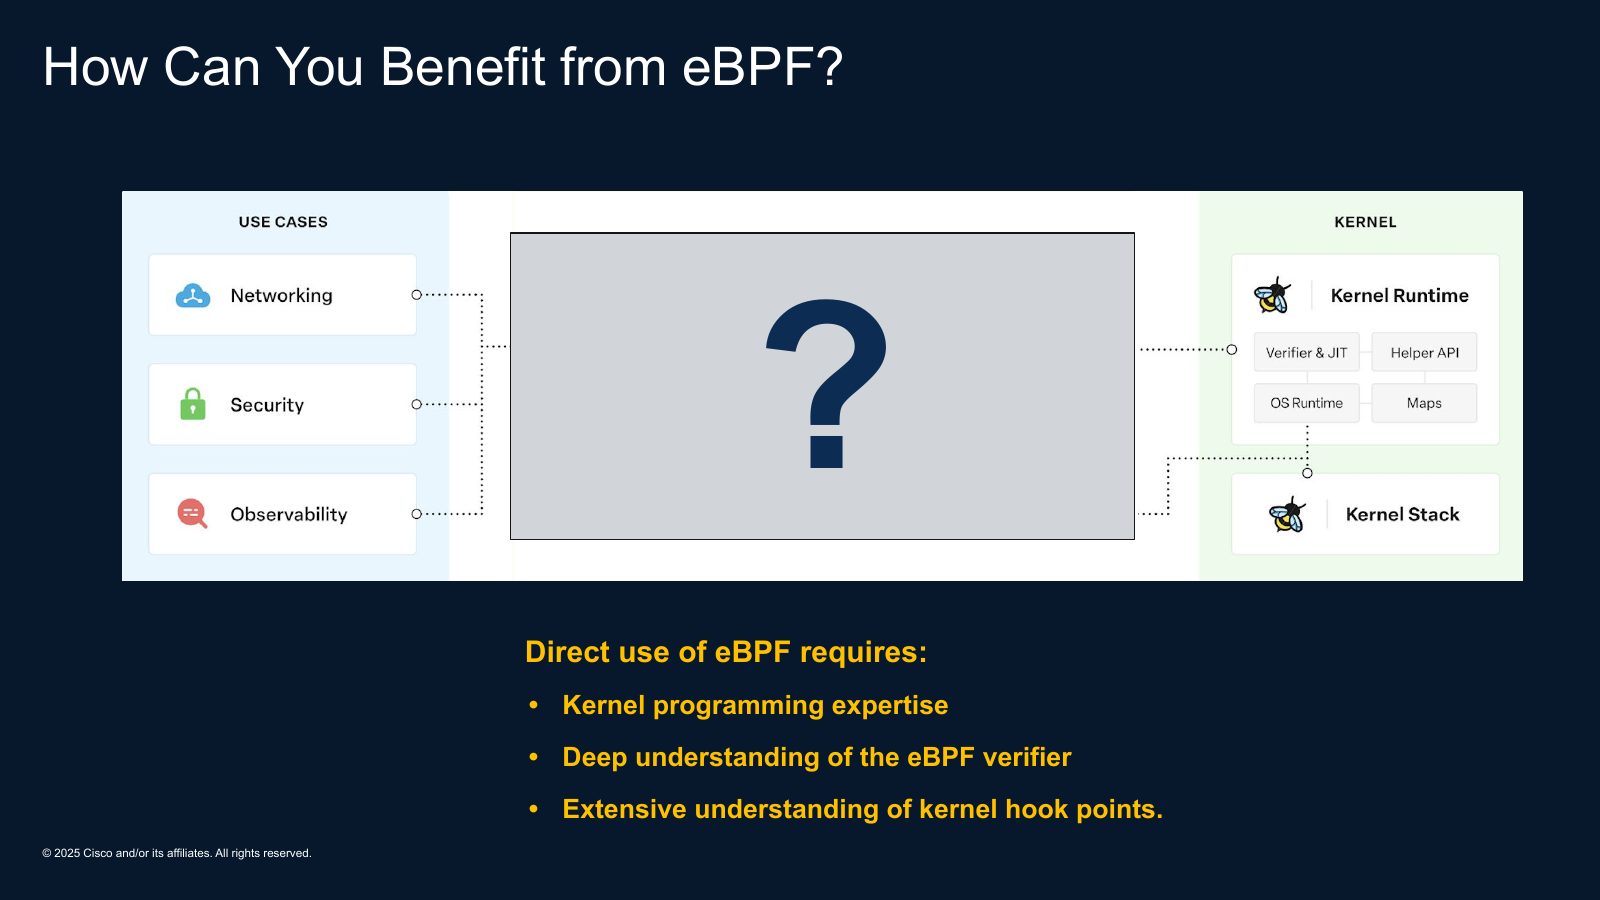 How Can You Benefit from eBPF?
USE CASES
Networking
Security
Observability
?
KERNEL
Kernel Runtime
Verifier & JIT
Helper API
OS Runtime
Maps
Kernel Stack
Direct use of eBPF requires:
• Kernel programming expertise
• Deep understanding of the eBPF verifier
• Extensive understanding of kernel hook points.
© 2025 Cisco and/or its affiliates. All rights reserved.